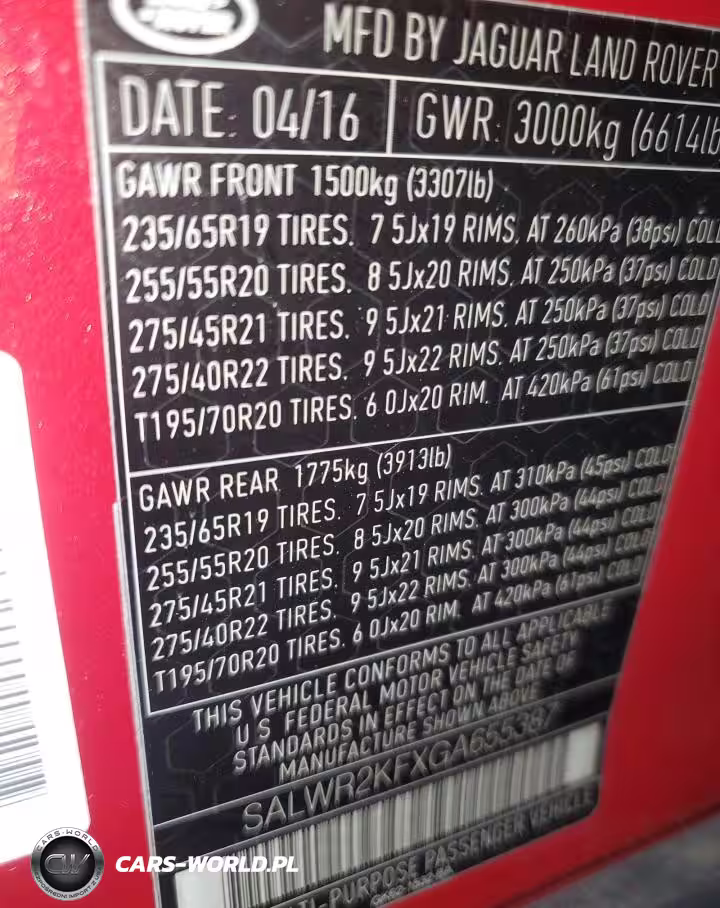 MFD BY JAGUAR LAND ROVER
DATE: 04/16
GWR: 3000kg (6614lb
GAWR FRONT 1500kg (3307lb)
235/65R19 TIRES. 7 5Jx19 RIMS. AT 260kPa (38psi) COLD
255/55R20 TIRES. 8 5Jx20 RIMS. AT 250kPa (37psi) COLD
275/45R21 TIRES. 9 5Jx21 RIMS. AT 250kPa (37psi) COLD
275/40R22 TIRES. 9 5Jx22 RIMS. AT 250kPa (37psi) COLD
T195/70R20 TIRES. 6 0Jx20 RIM. AT 420kPa (61psi) COLD
GAWR REAR 1775kg (3913lb)
235/65R19 TIRES. 7 5Jx19 RIMS. AT 310kPa (45psi) COLD
255/55R20 TIRES. 8 5Jx20 RIMS. AT 300kPa (44psi) COLD
275/45R21 TIRES. 9 5Jx21 RIMS. AT 300kPa (44psi) COLD
275/40R22 TIRES. 9 5Jx22 RIMS. AT 300kPa (44psi) COLD
T195/70R20 TIRES. 6 0Jx20 RIM. AT 420kPa (61psi) COLD
THIS VEHICLE CONFORMS TO ALL APPLICABLE
U.S FEDERAL MOTOR VEHICLE SAFETY
STANDARDS IN EFFECT ON THE DATE OF
MANUFACTURE SHOWN ABOVE
SALWR2KFXGA655387
TI-PURPOSE PASSENGER VEHICLE
CARS-WORLD
CW
CARS-WORLD.PL